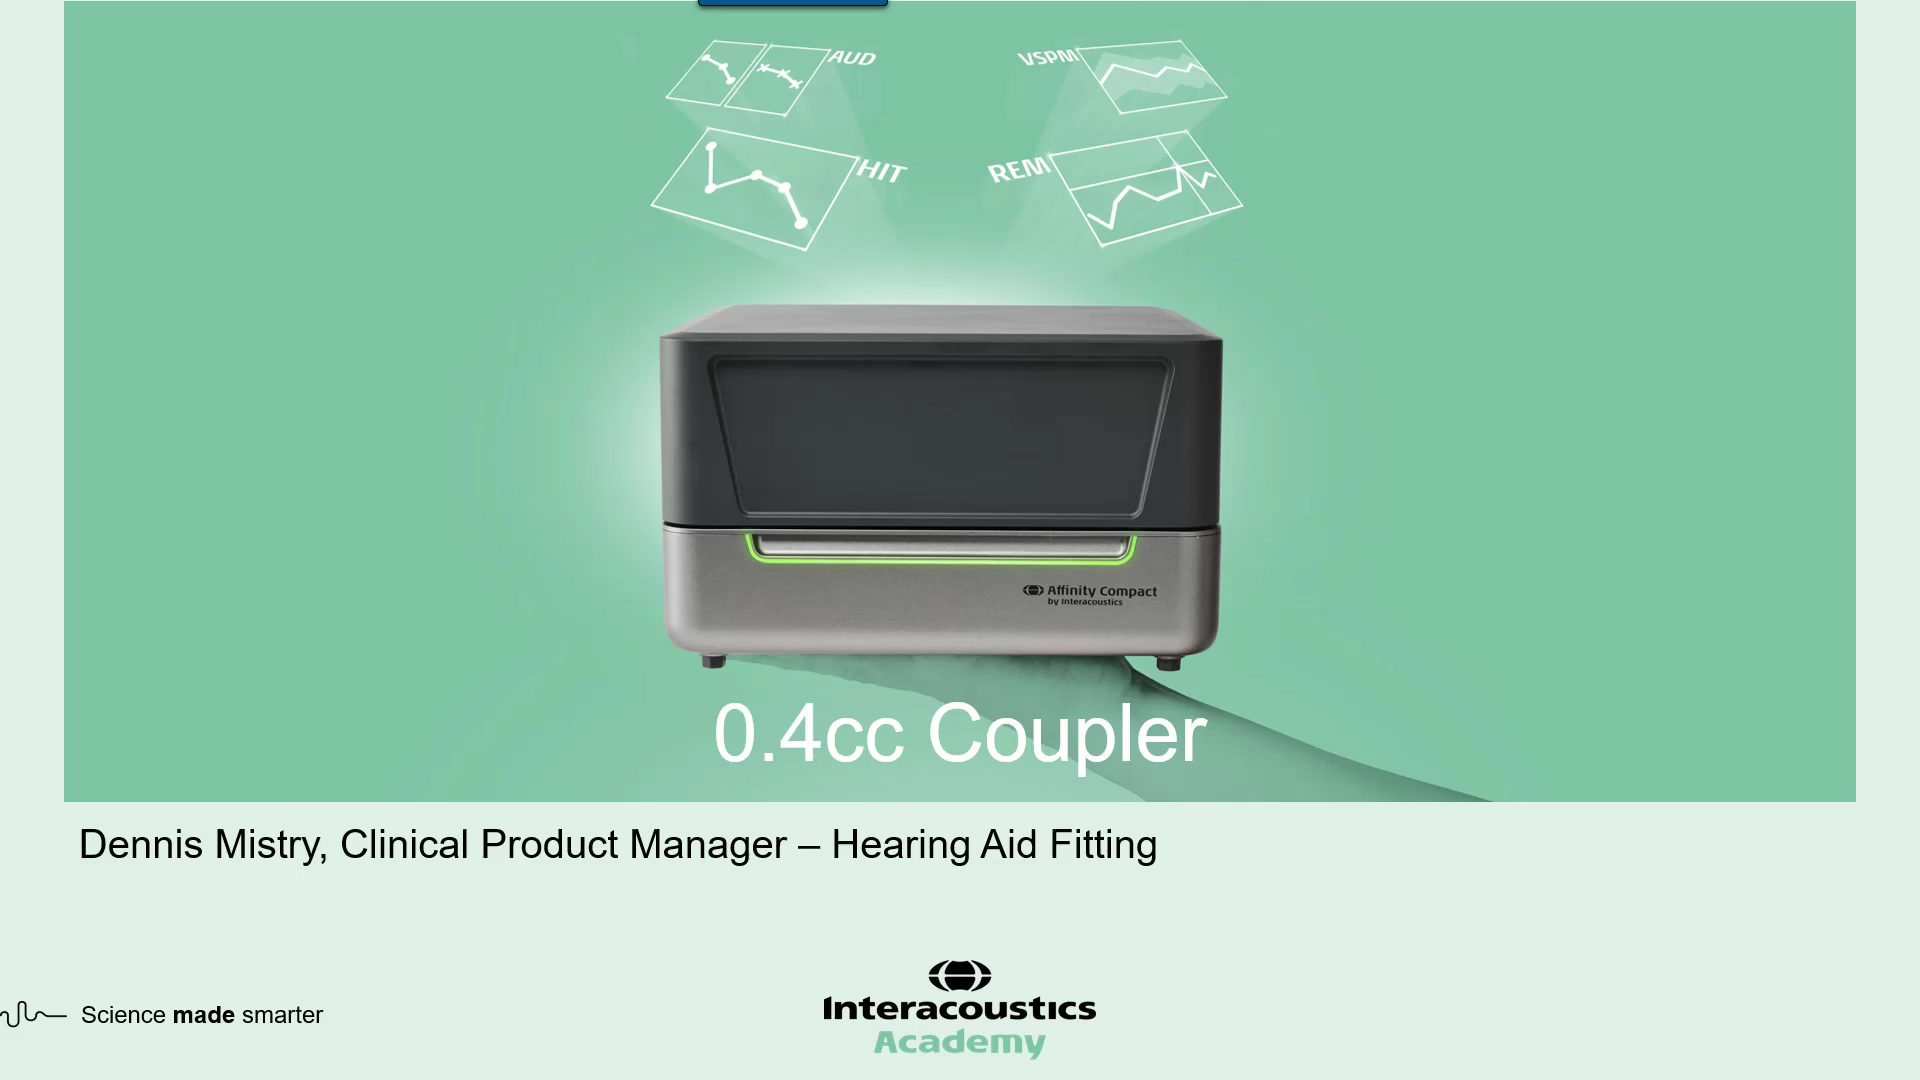 AUD
VSPM
HIT
REM
Affinity Compact
by Interacoustics
0.4cc Coupler
Dennis Mistry, Clinical Product Manager – Hearing Aid Fitting
Science made smarter
Interacoustics
Academy